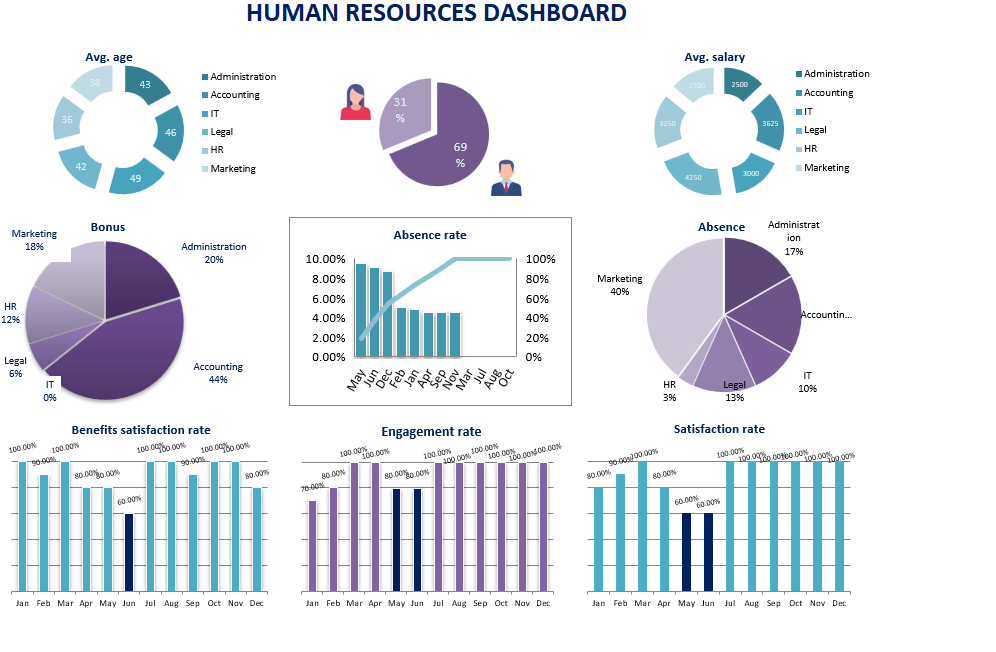 HUMAN RESOURCES DASHBOARD
Avg. age
38
43
36
46
42
49
Administration
Accounting
IT
Legal
HR
Marketing
31
%
69
%
Avg. salary
2700
2500
3250
3625
4250
3000
Administration
Accounting
IT
Legal
HR
Marketing
Bonus
Marketing
18%
Administration
20%
HR
12%
Legal
6%
IT
0%
Accounting
44%
Absence rate
10.00%
8.00%
6.00%
4.00%
2.00%
0.00%
100%
80%
60%
40%
20%
0%
May
Jun
Dec
Feb
Jan
Apr
Sep
Nov
Mar
Jul
Aug
Oct
Absence
Administrat
ion
17%
Marketing
40%
Accountin...
IT
10%
HR
3%
Legal
13%
Benefits satisfaction rate
100.00%
90.00%
100.00%
80.00%
80.00%
60.00%
100.00%
100.00%
90.00%
100.00%
100.00%
80.00%
Jan Feb Mar Apr May Jun Jul Aug Sep Oct Nov Dec
Engagement rate
70.00%
80.00%
100.00%
100.00%
80.00%
80.00%
100.00%
100.00%
100.00%
100.00%
100.00%
100.00%
Jan Feb Mar Apr May Jun Jul Aug Sep Oct Nov Dec
Satisfaction rate
80.00%
90.00%
100.00%
80.00%
60.00%
60.00%
100.00%
100.00%
100.00%
100.00%
100.00%
100.00%
Jan Feb Mar Apr May Jun Jul Aug Sep Oct Nov Dec